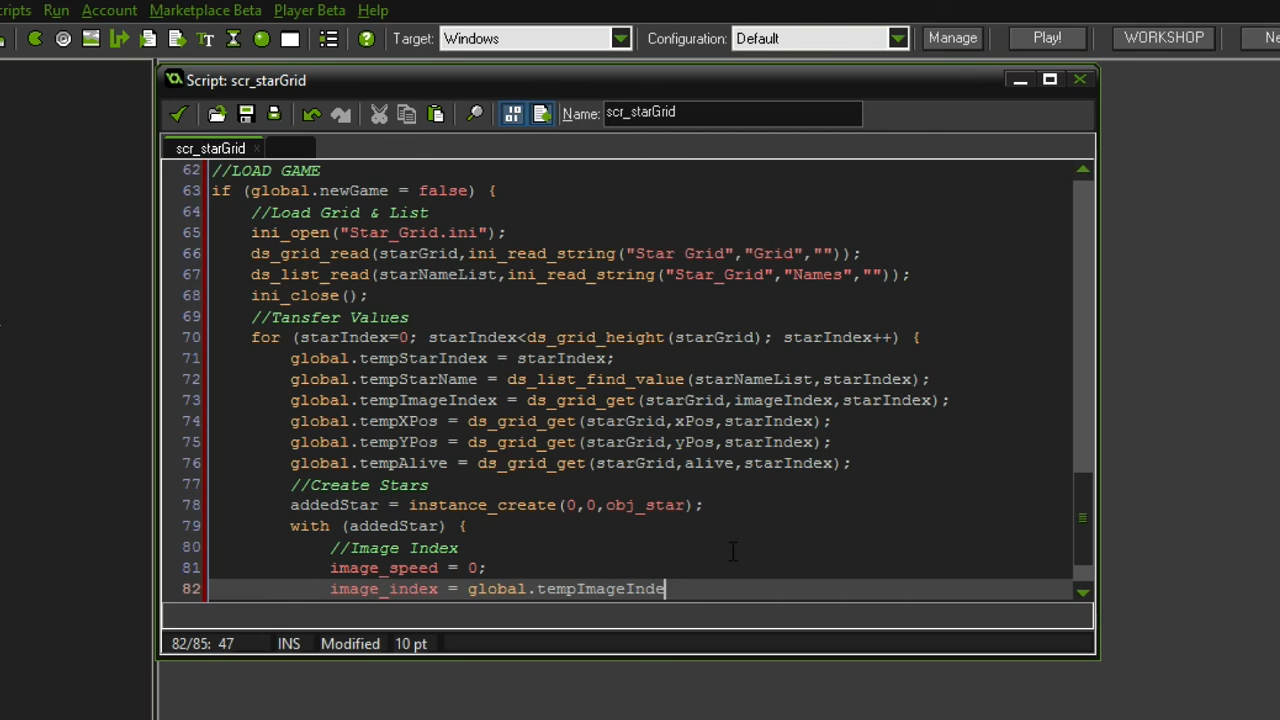 cripts Run Account Marketplace Beta Player Beta Help
Target: Windows Configuration: Default Manage Play! WORKSHOP Ne
Script: scr_starGrid
Name: scr_starGrid
scr_starGrid
62 //LOAD GAME
63 if (global.newGame = false) {
64 //Load Grid & List
65 ini_open("Star_Grid.ini");
66 ds_grid_read(starGrid,ini_read_string("Star Grid","Grid",""));
67 ds_list_read(starNameList,ini_read_string("Star_Grid","Names",""));
68 ini_close();
69 //Tansfer Values
70 for (starIndex=0; starIndex<ds_grid_height(starGrid); starIndex++) {
71 global.tempStarIndex = starIndex;
72 global.tempStarName = ds_list_find_value(starNameList,starIndex);
73 global.tempImageIndex = ds_grid_get(starGrid,imageIndex,starIndex);
74 global.tempXPos = ds_grid_get(starGrid,xPos,starIndex);
75 global.tempYPos = ds_grid_get(starGrid,yPos,starIndex);
76 global.tempAlive = ds_grid_get(starGrid,alive,starIndex);
77 //Create Stars
78 addedStar = instance_create(0,0,obj_star);
79 with (addedStar) {
80 //Image Index
81 image_speed = 0;
82 image_index = global.tempImageInde
82/85: 47 INS Modified 10 pt